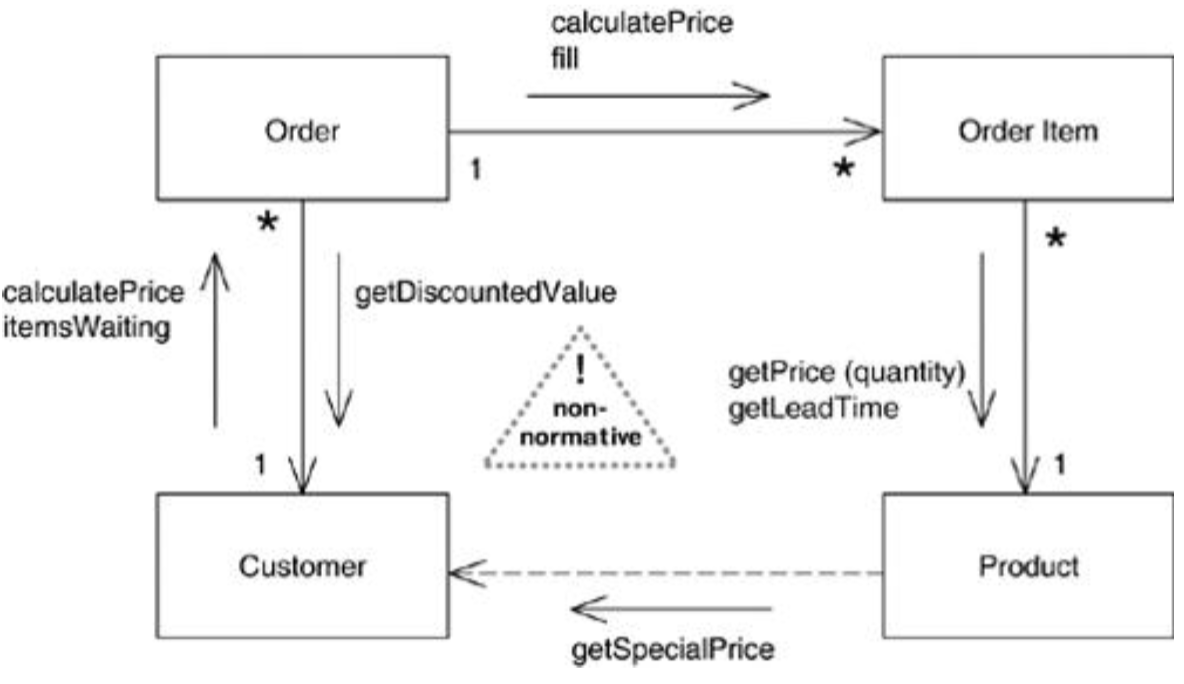 calculatePrice
fill
Order
Order Item
1
*
*
*
calculatePrice
itemsWaiting
getDiscountedValue
!
non-
normative
getPrice (quantity)
getLeadTime
1
1
Customer
Product
getSpecialPrice